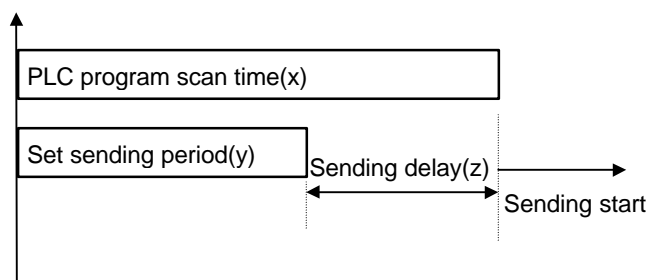 PLC program scan time(x)
Set sending period(y)
Sending delay(z)
Sending start